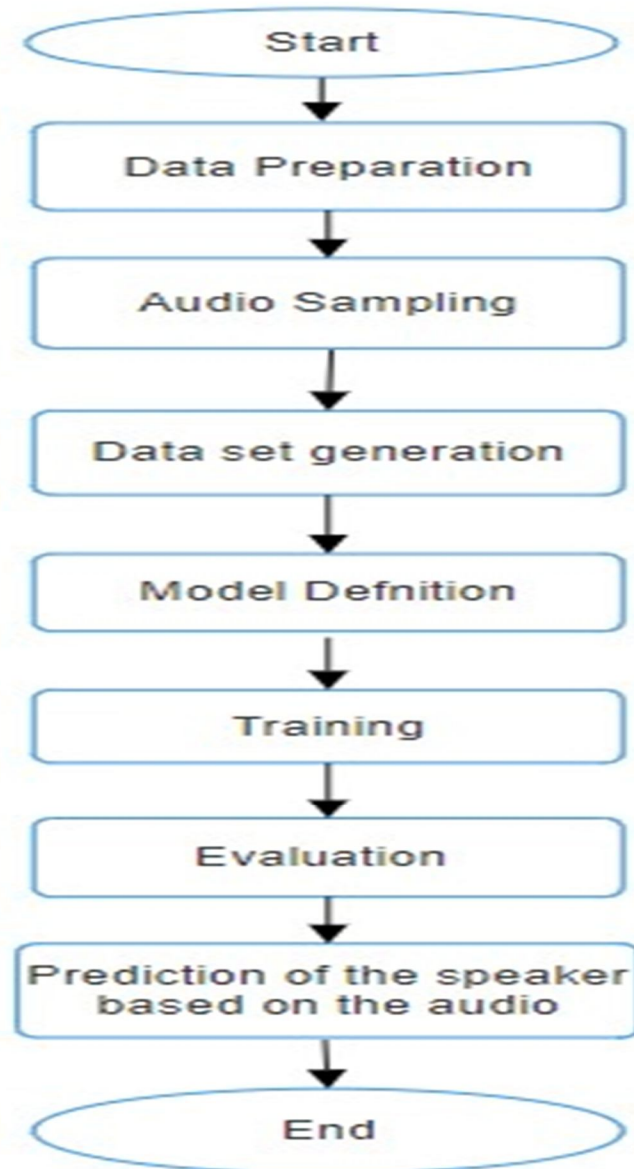 Start
Data Preparation
Audio Sampling
Data set generation
Model Defnition
Training
Evaluation
Prediction of the speaker
based on the audio
End